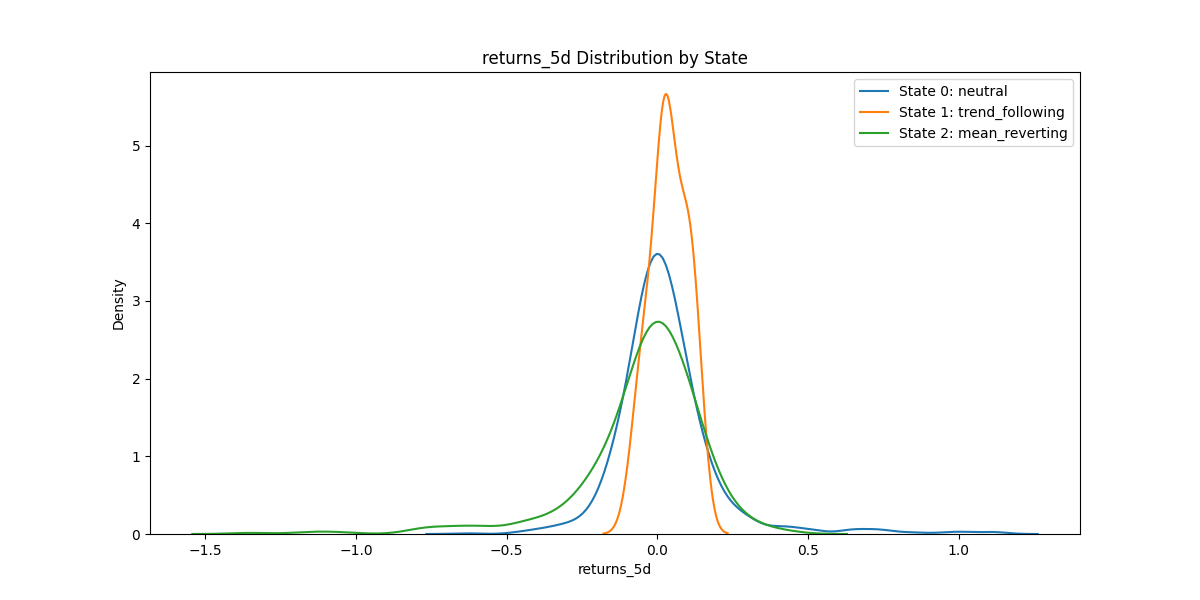 returns_5d Distribution by State
State 0: neutral
State 1: trend_following
State 2: mean_reverting
Density
5
4
3
2
1
0
−1.5
−1.0
−0.5
0.0
0.5
1.0
returns_5d